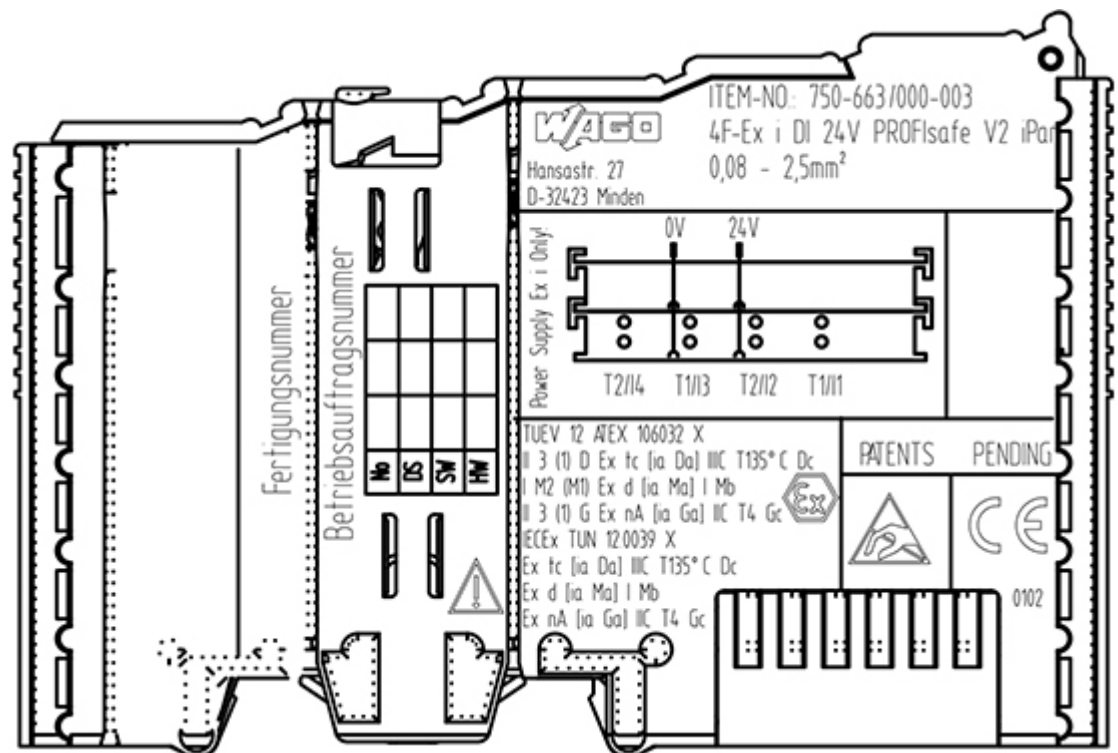 WAGO
Hansastr. 27
D-32423 Minden
ITEM-NO.: 750-663/000-003
4F-Ex i DI 24V PROFIsafe V2 iPar
0,08 - 2,5mm²
Power Supply Ex i Only!
0V 24V
T2/I4 T1/I3 T2/I2 T1/I1
Fertigungsnummer
Betriebsauftragsnummer
No
DS
SW
HW
TUEV 12 ATEX 106032 X
II 3 (1) D Ex tc [ia Da] IIIC T135°C Dc
I M2 (M1) Ex d [ia Ma] I Mb
II 3 (1) G Ex nA [ia Ga] IIC T4 Gc
IECEx TUN 12 0039 X
Ex tc [ia Da] IIIC T135°C Dc
Ex d [ia Ma] I Mb
Ex nA [ia Ga] IIC T4 Gc
Ex
PATENTS PENDING
CE
0102